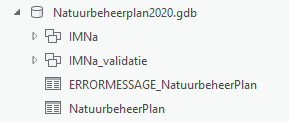 Natuurbeheerplan2020.gdb
IMNa
IMNa_validatie
ERRORMESSAGE_NatuurbeheerPlan
NatuurbeheerPlan